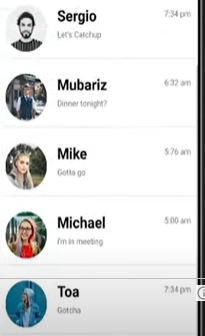 Sergio 7:34 pm
Let's Catchup
Mubariz 6:32 am
Dinner tonight?
Mike 5:76 am
Gotta go
Michael 5:00 am
i'm in meeting
Toa 7:34 pm
Gotcha